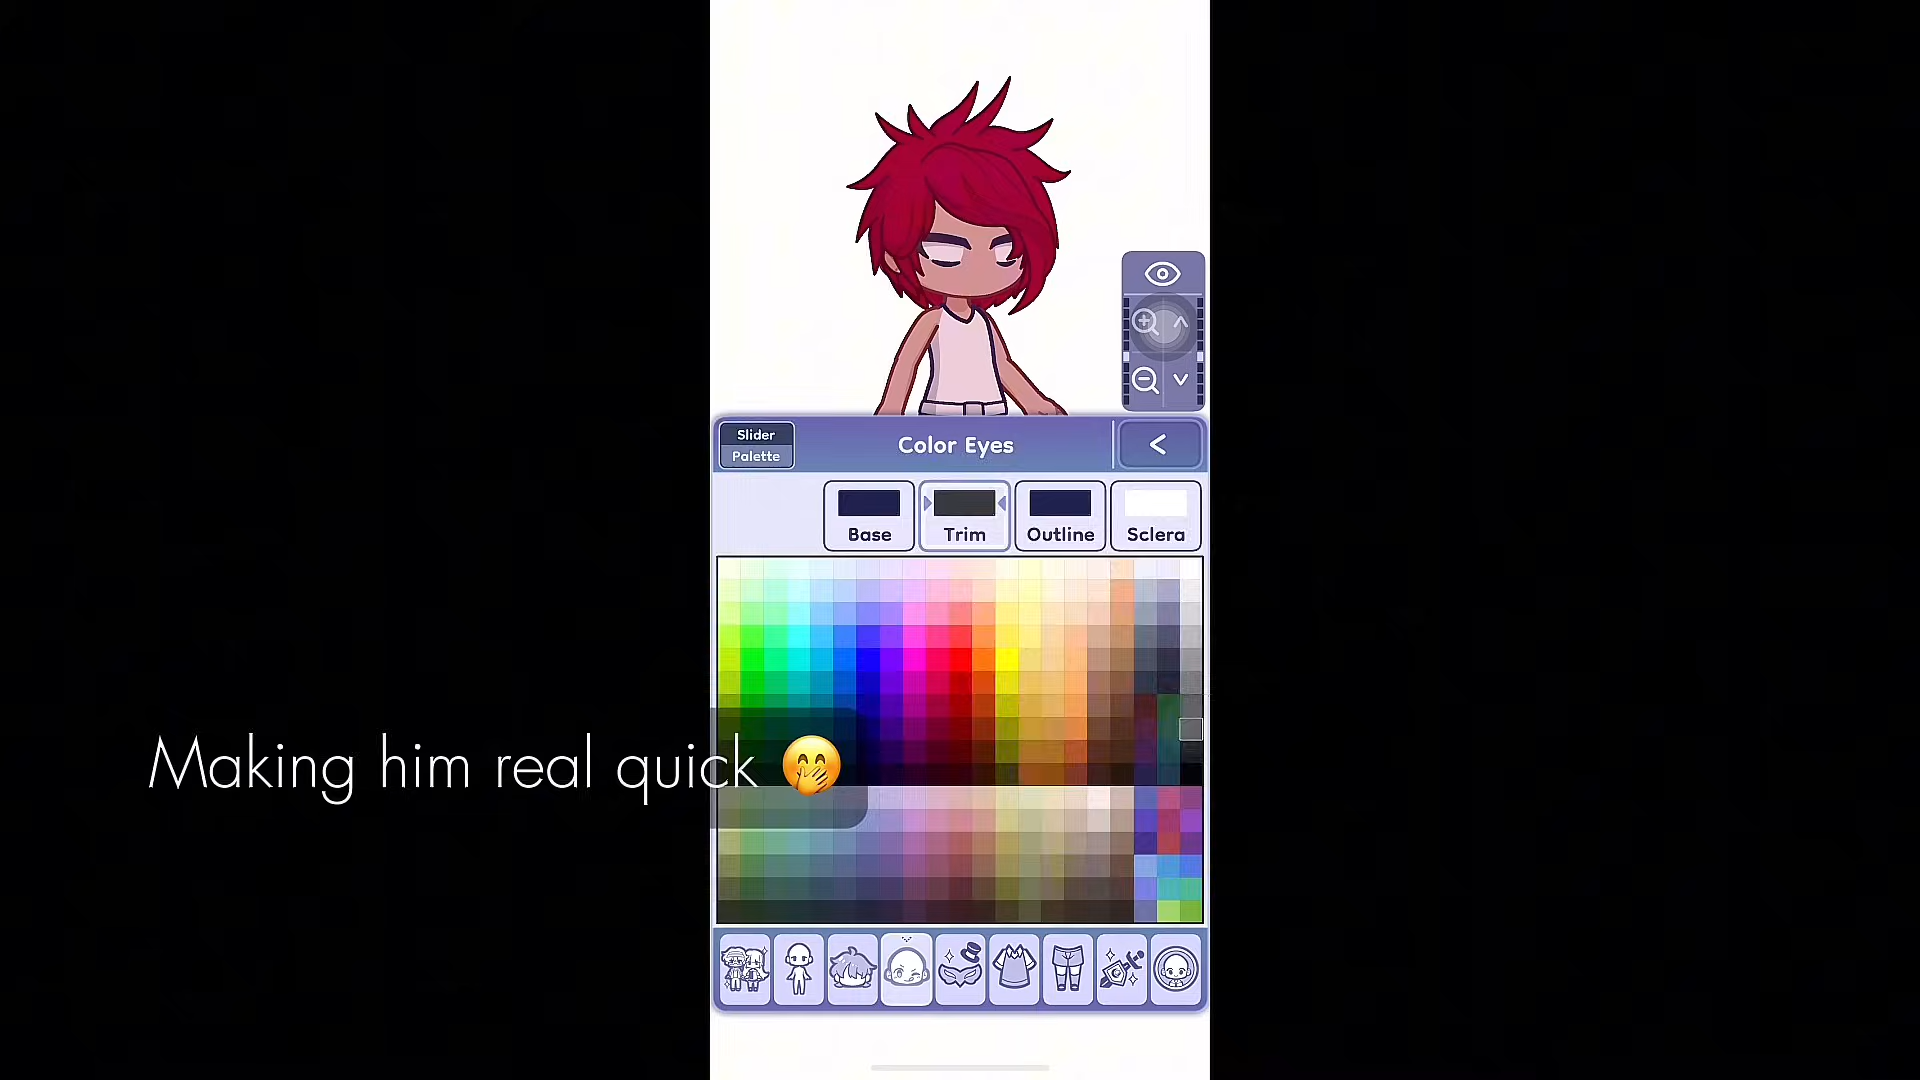 Slider
Palette
Color Eyes
Base
Trim
Outline
Sclera
Making him real quick 🤭